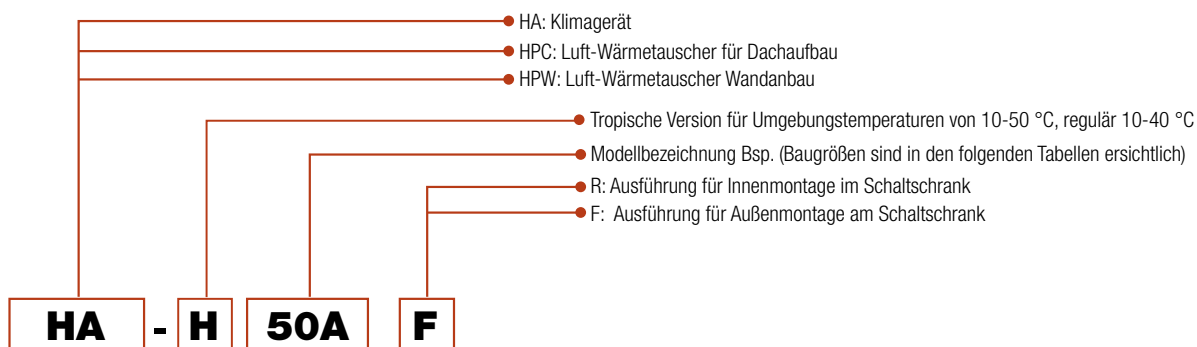 HA: Klimagerät
HPC: Luft-Wärmetauscher für Dachaufbau
HPW: Luft-Wärmetauscher Wandanbau
Tropische Version für Umgebungstemperaturen von 10-50 °C, regulär 10-40 °C
Modellbezeichnung Bsp. (Baugrößen sind in den folgenden Tabellen ersichtlich)
R: Ausführung für Innenmontage im Schaltschrank
F: Ausführung für Außenmontage am Schaltschrank
HA - H 50A F